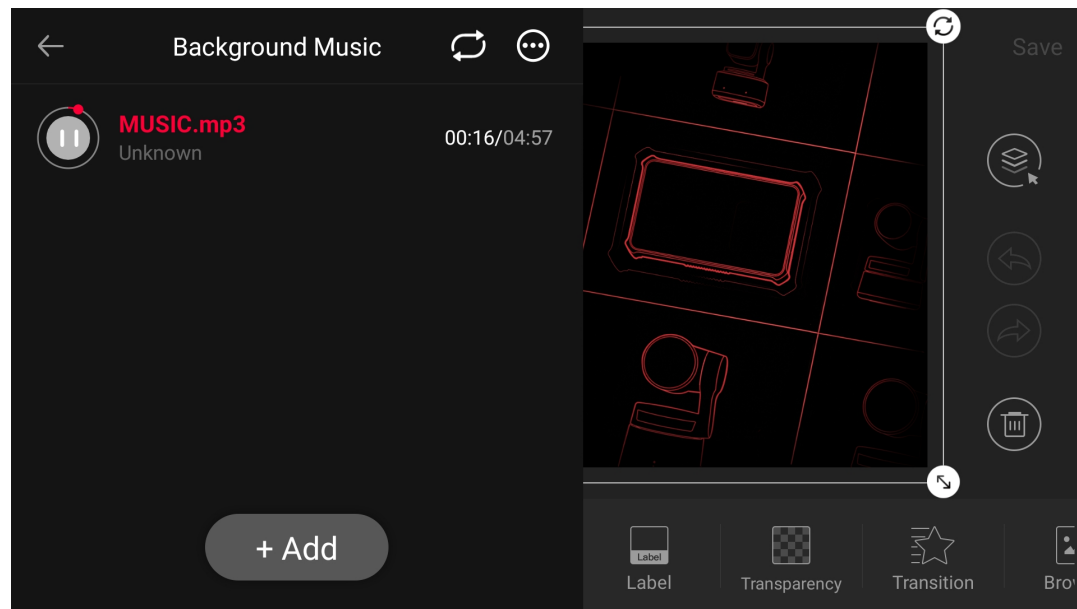 Background Music
Save
MUSIC.mp3
Unknown
00:16/04:57
+ Add
Label
Label
Transparency
Transition